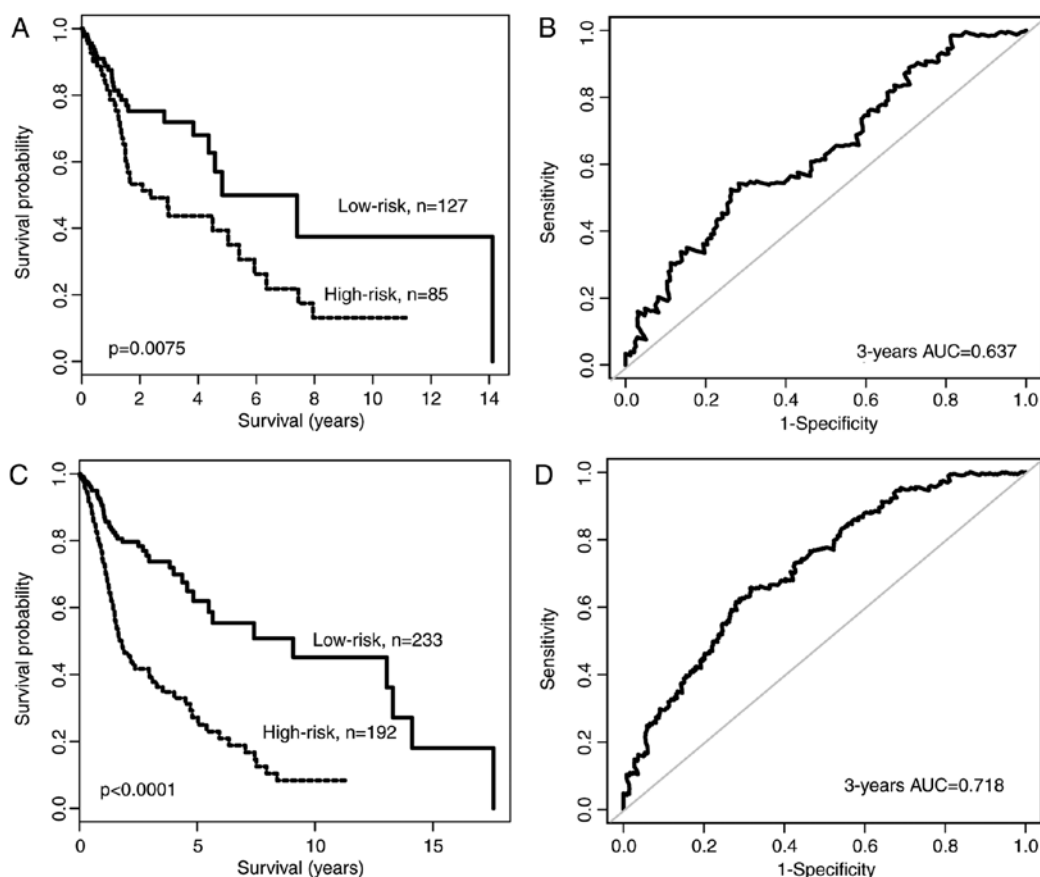 A
Survival probability
1.0
0.8
0.6
0.4
0.2
0.0
Low-risk, n=127
High-risk, n=85
p=0.0075
0 2 4 6 8 10 12 14
Survival (years)
B
Sensitivity
1.0
0.8
0.6
0.4
0.2
0.0
3-years AUC=0.637
0.0 0.2 0.4 0.6 0.8 1.0
1-Specificity
C
Survival probability
1.0
0.8
0.6
0.4
0.2
0.0
Low-risk, n=233
High-risk, n=192
p<0.0001
0 5 10 15
Survival (years)
D
Sensitivity
1.0
0.8
0.6
0.4
0.2
0.0
3-years AUC=0.718
0.0 0.2 0.4 0.6 0.8 1.0
1-Specificity